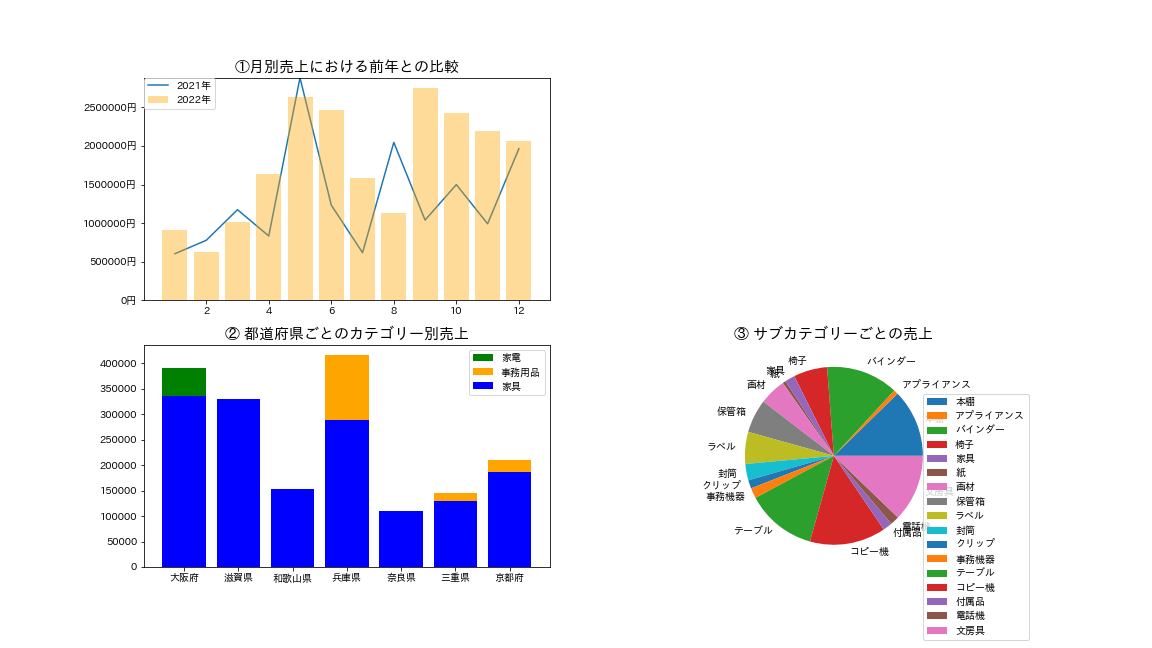 ①月別売上における前年との比較
2021年
2022年
2500000円
2000000円
1500000円
1000000円
500000円
0円
2 4 6 8 10 12
② 都道府県ごとのカテゴリー別売上
家電
事務用品
家具
400000
350000
300000
250000
200000
150000
100000
50000
0
大阪府 滋賀県 和歌山県 兵庫県 奈良県 三重県 京都府
③ サブカテゴリーごとの売上
椅子
バインダー
家具
紙
画材
アプライアンス
保管箱
ラベル
封筒
クリップ
事務機器
テーブル
コピー機
付属品
電話機
文房具
本棚
アプライアンス
バインダー
椅子
家具
紙
画材
保管箱
ラベル
封筒
クリップ
事務機器
テーブル
コピー機
付属品
電話機
文房具